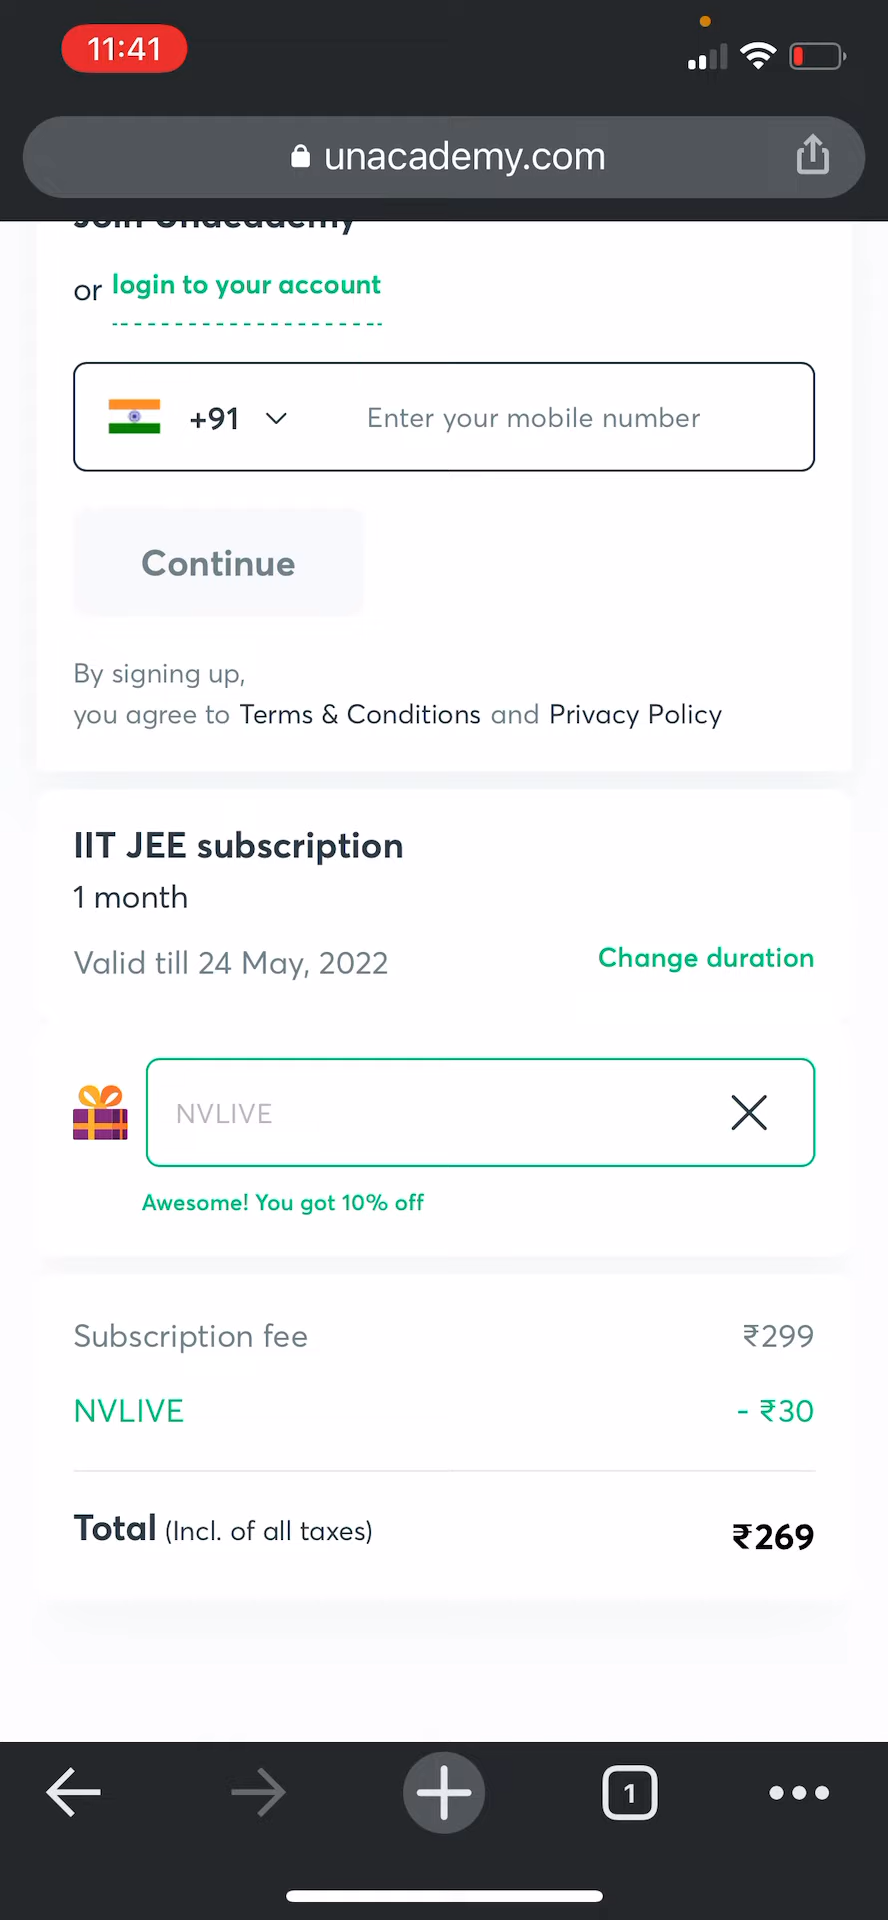 11:41
unacademy.com
Join Unacademy
or login to your account
+91 Enter your mobile number
Continue
By signing up,
you agree to Terms & Conditions and Privacy Policy
IIT JEE subscription
1 month
Valid till 24 May, 2022 Change duration
NVLIVE
Awesome! You got 10% off
Subscription fee ₹299
NVLIVE - ₹30
Total (Incl. of all taxes) ₹269
1